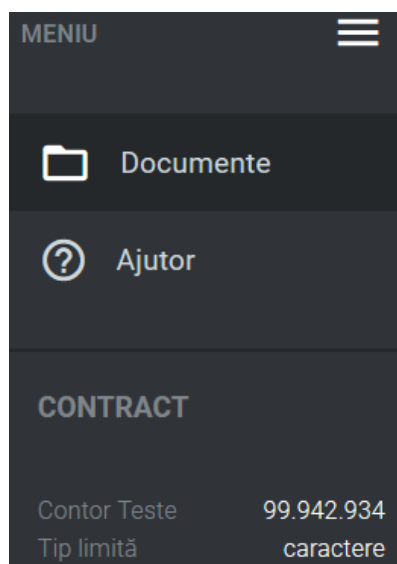 MENIU
Documente
Ajutor
CONTRACT
Contor Teste 99.942.934
Tip limită caractere